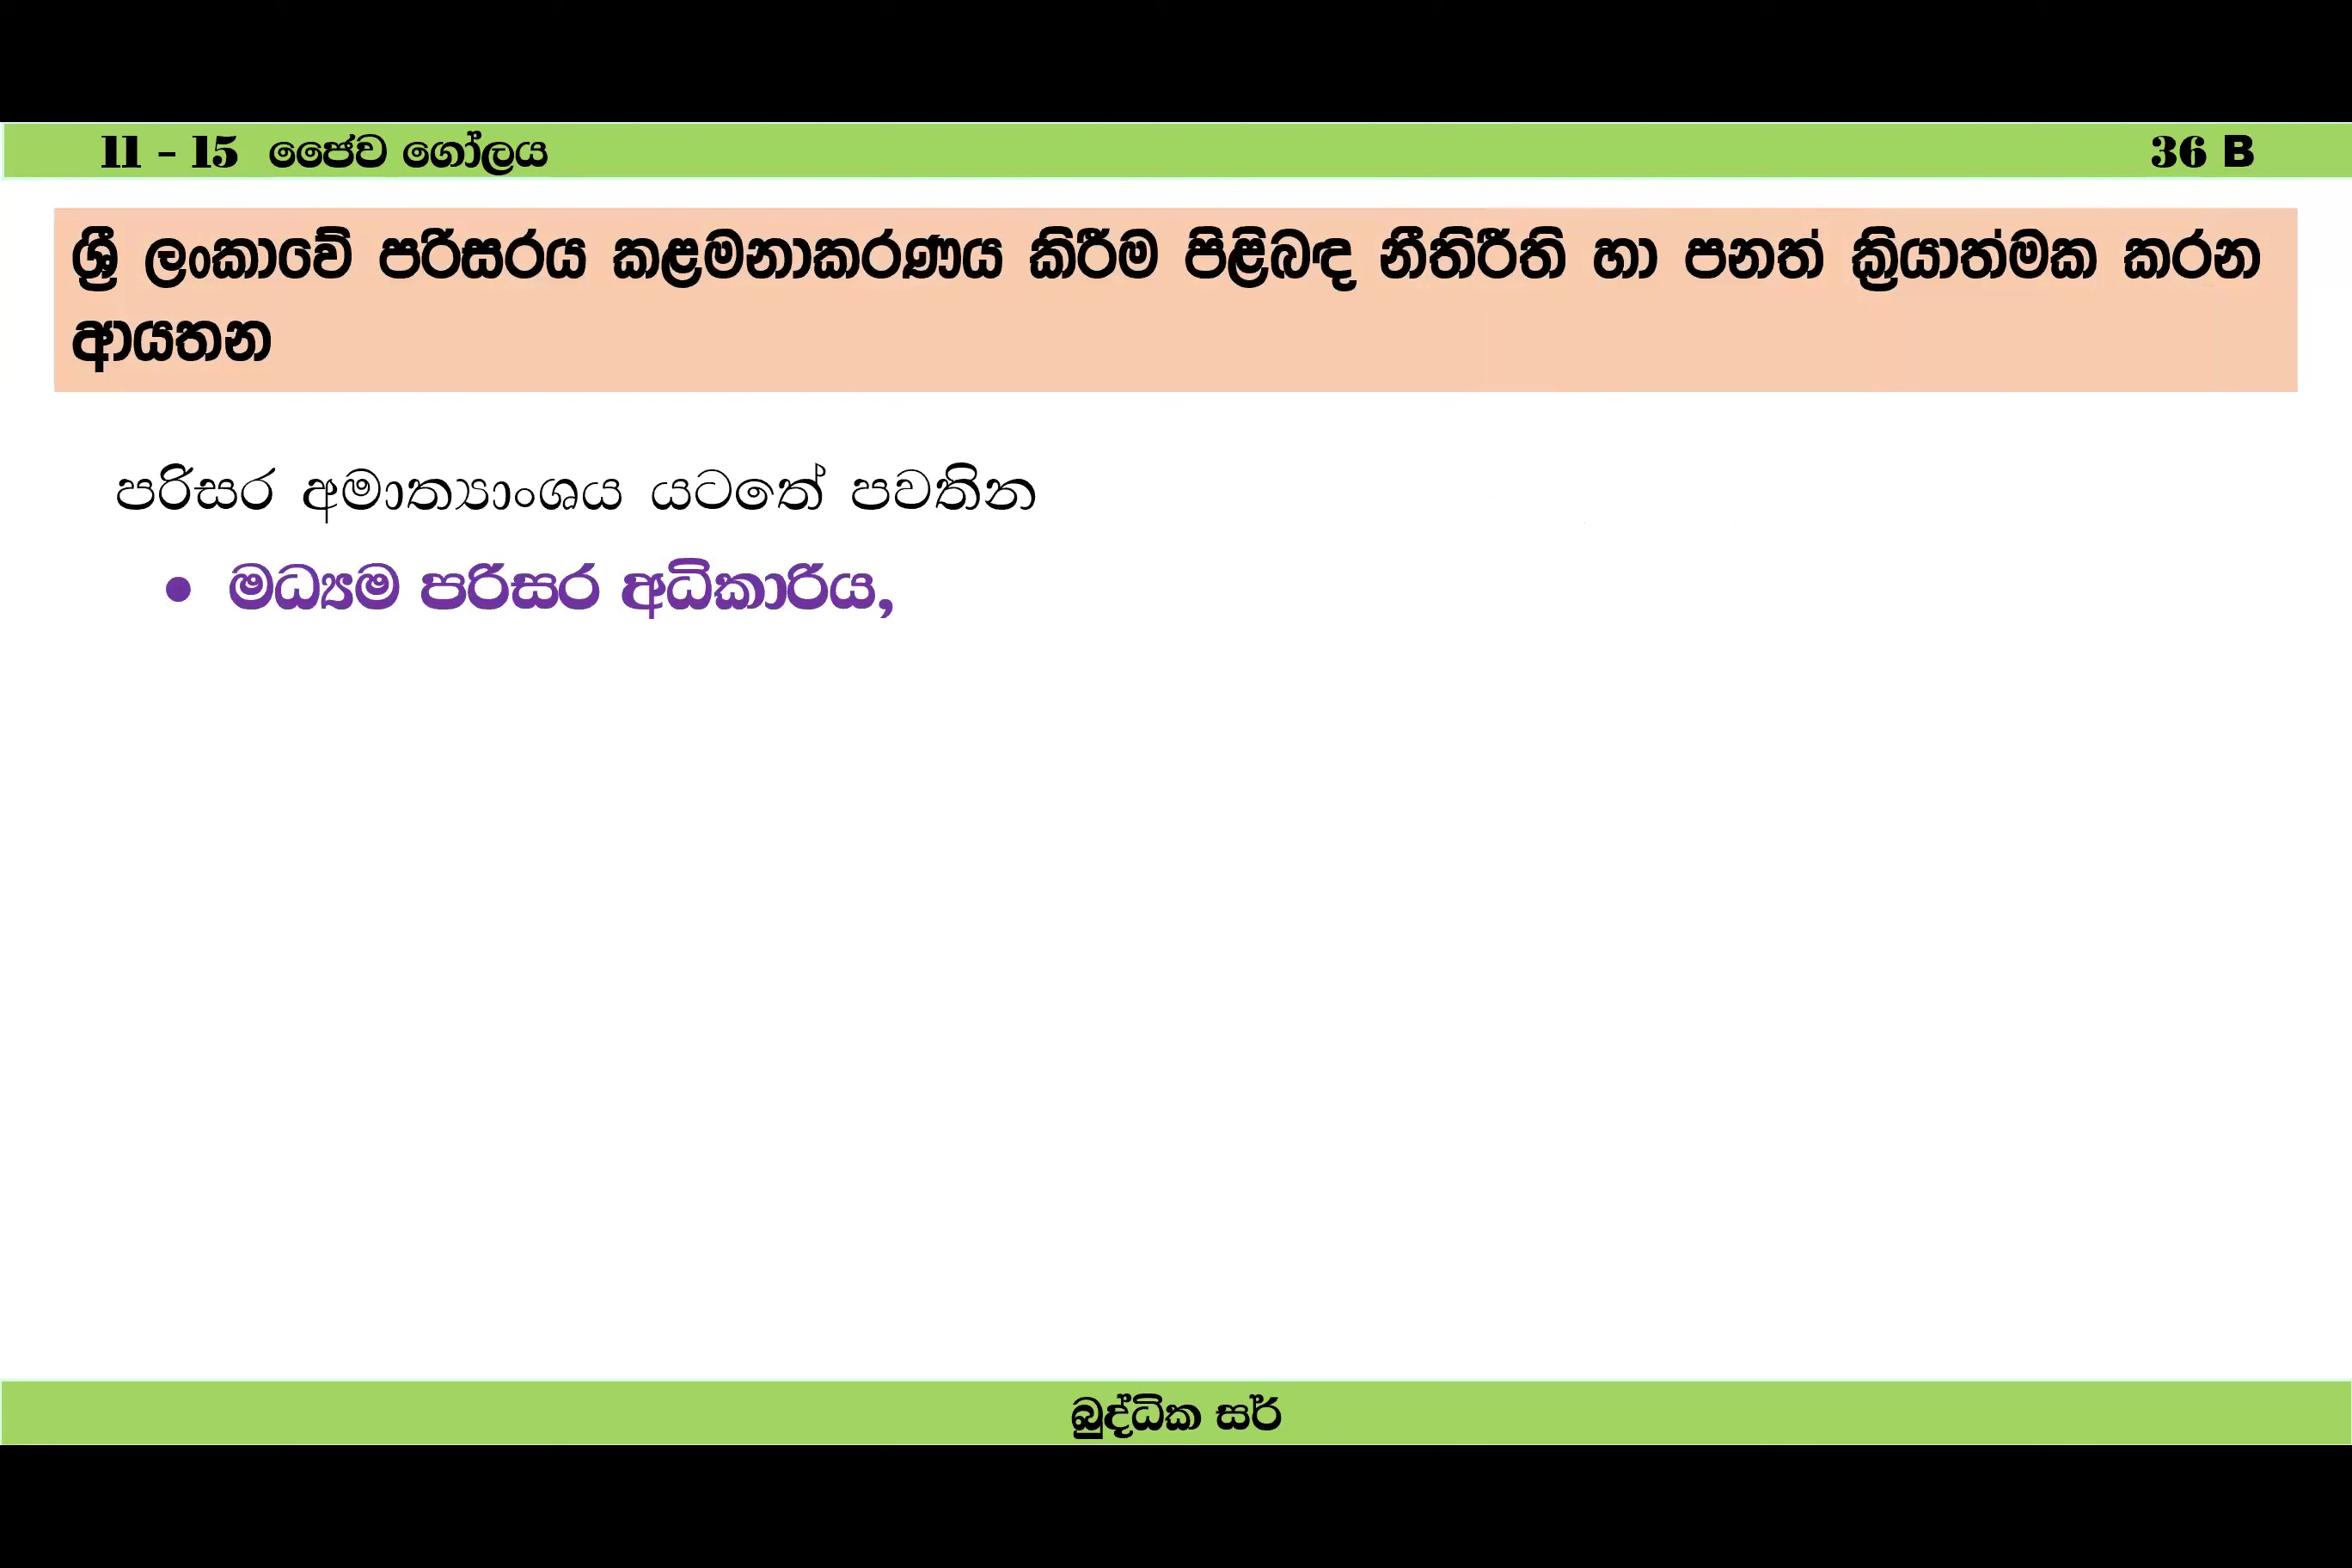 11 - 15 ජෛව ගෝලය 36 B
ශ්‍රී ලංකාවේ පරිසරය කළමනාකරණය කිරීම පිළිබඳ නීතිරීති හා පනත් ක්‍රියාත්මක කරන
ආයතන
පරිසර අමාත්‍යාංශය යටතේ පවතින
• මධ්‍යම පරිසර අධිකාරිය,
බුද්ධික සර්